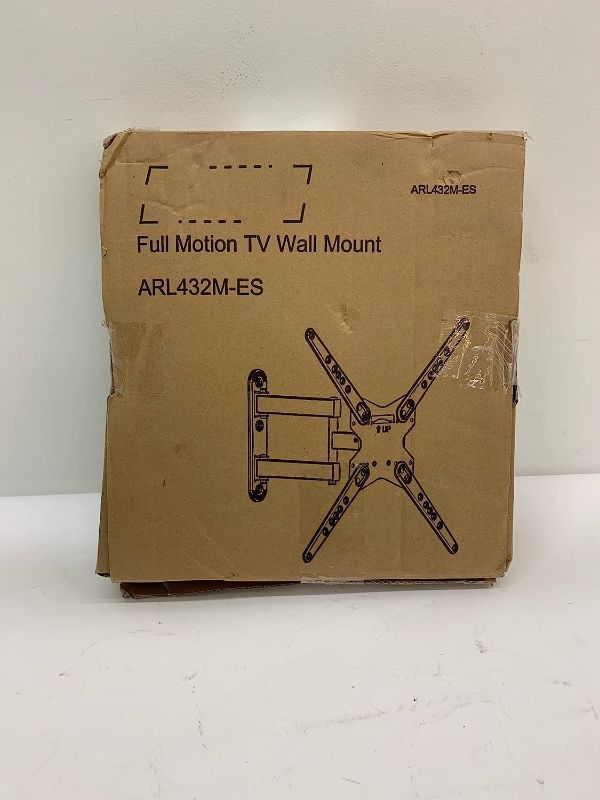 ARL432M-ES
Full Motion TV Wall Mount
ARL432M-ES
UP